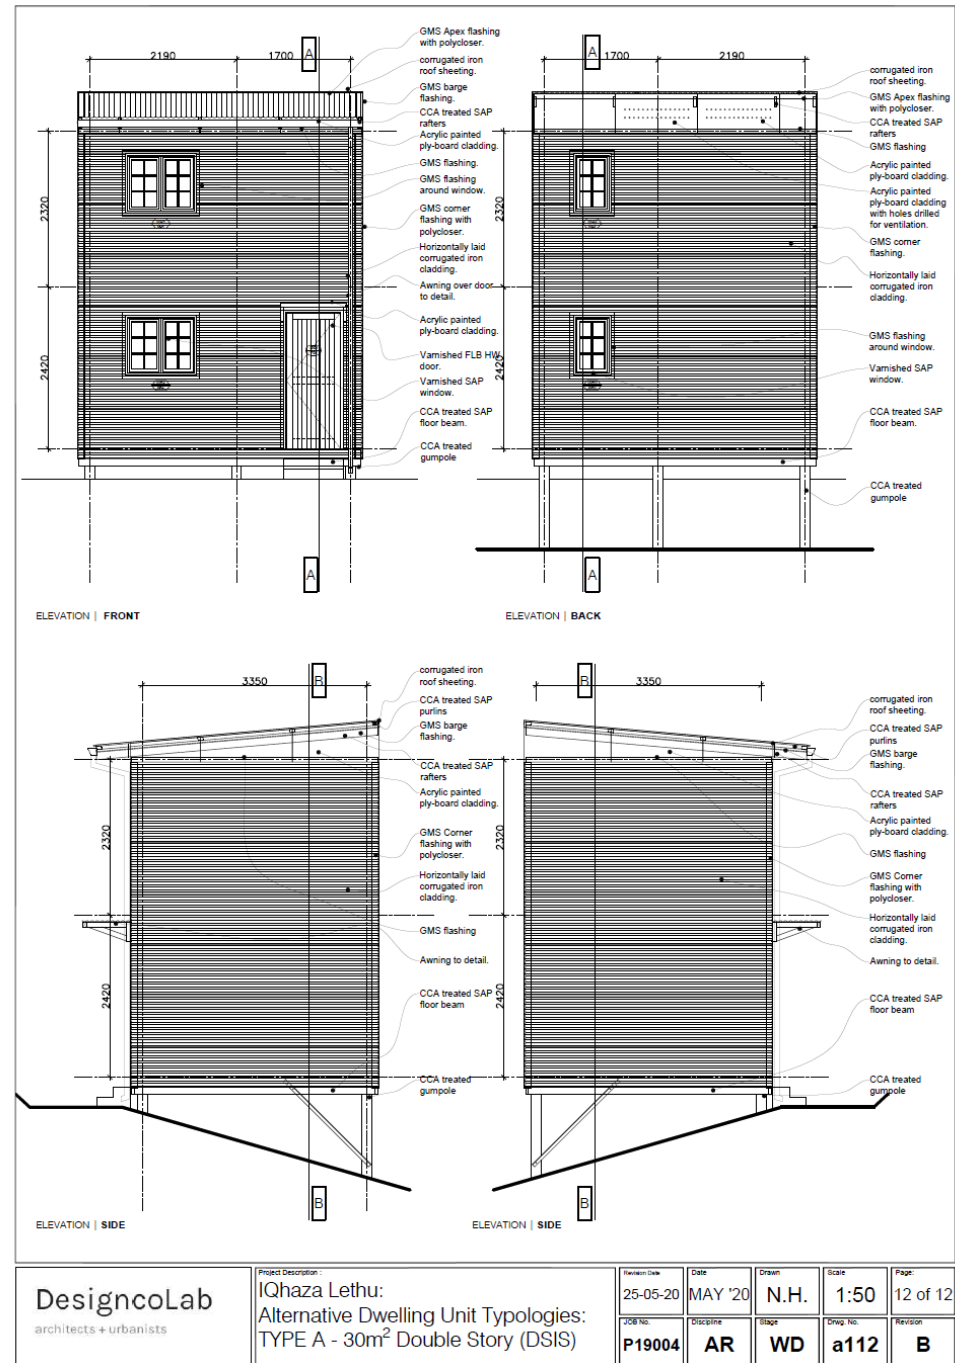 2190
1700
A
GMS Apex flashing
with polycloser.
corrugated iron
roof sheeting.
GMS barge
flashing.
CCA treated SAP
rafters
Acrylic painted
ply-board cladding.
GMS flashing.
GMS flashing
around window.
GMS corner
flashing with
polycloser.
Horizontally laid
corrugated iron
cladding.
Awning over door
to detail.
Acrylic painted
ply-board cladding.
Varnished FLB HW
door.
Varnished SAP
window.
CCA treated SAP
floor beam.
CCA treated
gumpole
2320
2420
A
ELEVATION | FRONT
A
1700
2190
corrugated iron
roof sheeting.
GMS Apex flashing
with polycloser.
CCA treated SAP
rafters
GMS flashing
Acrylic painted
ply-board cladding.
Acrylic painted
ply-board cladding
with holes drilled
for ventilation.
GMS corner
flashing.
Horizontally laid
corrugated iron
cladding.
GMS flashing
around window.
Varnished SAP
window.
CCA treated SAP
floor beam.
CCA treated
gumpole
2320
2420
A
ELEVATION | BACK
B
3350
corrugated iron
roof sheeting.
CCA treated SAP
purlins
GMS barge
flashing.
CCA treated SAP
rafters
Acrylic painted
ply-board cladding.
GMS Corner
flashing with
polycloser.
Horizontally laid
corrugated iron
cladding.
GMS flashing
Awning to detail.
CCA treated SAP
floor beam
CCA treated
gumpole
2320
2420
B
ELEVATION | SIDE
B
3350
corrugated iron
roof sheeting.
CCA treated SAP
purlins
GMS barge
flashing.
CCA treated SAP
rafters
Acrylic painted
ply-board cladding.
GMS flashing
GMS Corner
flashing with
polycloser.
Horizontally laid
corrugated iron
cladding.
Awning to detail.
CCA treated SAP
floor beam
CCA treated
gumpole
2320
2420
B
ELEVATION | SIDE
DesigncoLab
architects + urbanists
Project Description :
IQhaza Lethu:
Alternative Dwelling Unit Typologies:
TYPE A - 30m² Double Story (DSIS)
Revision Date
25-05-20
Date
MAY '20
Drawn
N.H.
Scale
1:50
Page:
12 of 12
JOB No.
P19004
Discipline
AR
Stage
WD
Drwg. No.
a112
Revision
B